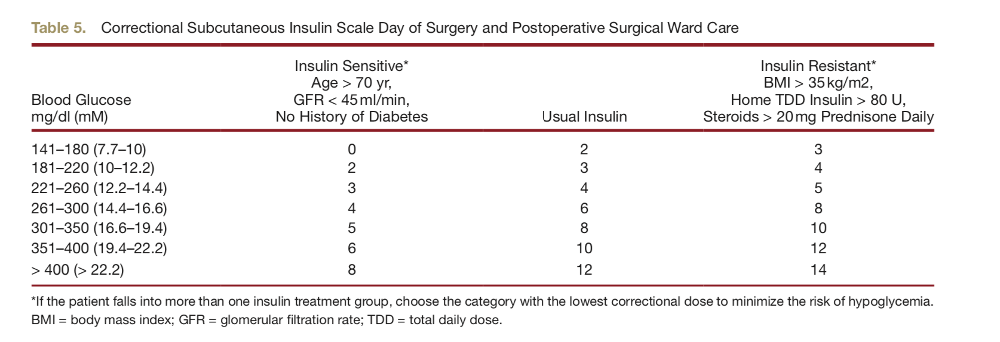 Table 5. Correctional Subcutaneous Insulin Scale Day of Surgery and Postoperative Surgical Ward Care
Blood Glucose
mg/dl (mM)
Insulin Sensitive*
Age > 70 yr,
GFR < 45 ml/min,
No History of Diabetes
Usual Insulin
Insulin Resistant*
BMI > 35 kg/m2,
Home TDD Insulin > 80 U,
Steroids > 20 mg Prednisone Daily
141–180 (7.7–10) 0 2 3
181–220 (10–12.2) 2 3 4
221–260 (12.2–14.4) 3 4 5
261–300 (14.4–16.6) 4 6 8
301–350 (16.6–19.4) 5 8 10
351–400 (19.4–22.2) 6 10 12
> 400 (> 22.2) 8 12 14
*If the patient falls into more than one insulin treatment group, choose the category with the lowest correctional dose to minimize the risk of hypoglycemia.
BMI = body mass index; GFR = glomerular filtration rate; TDD = total daily dose.